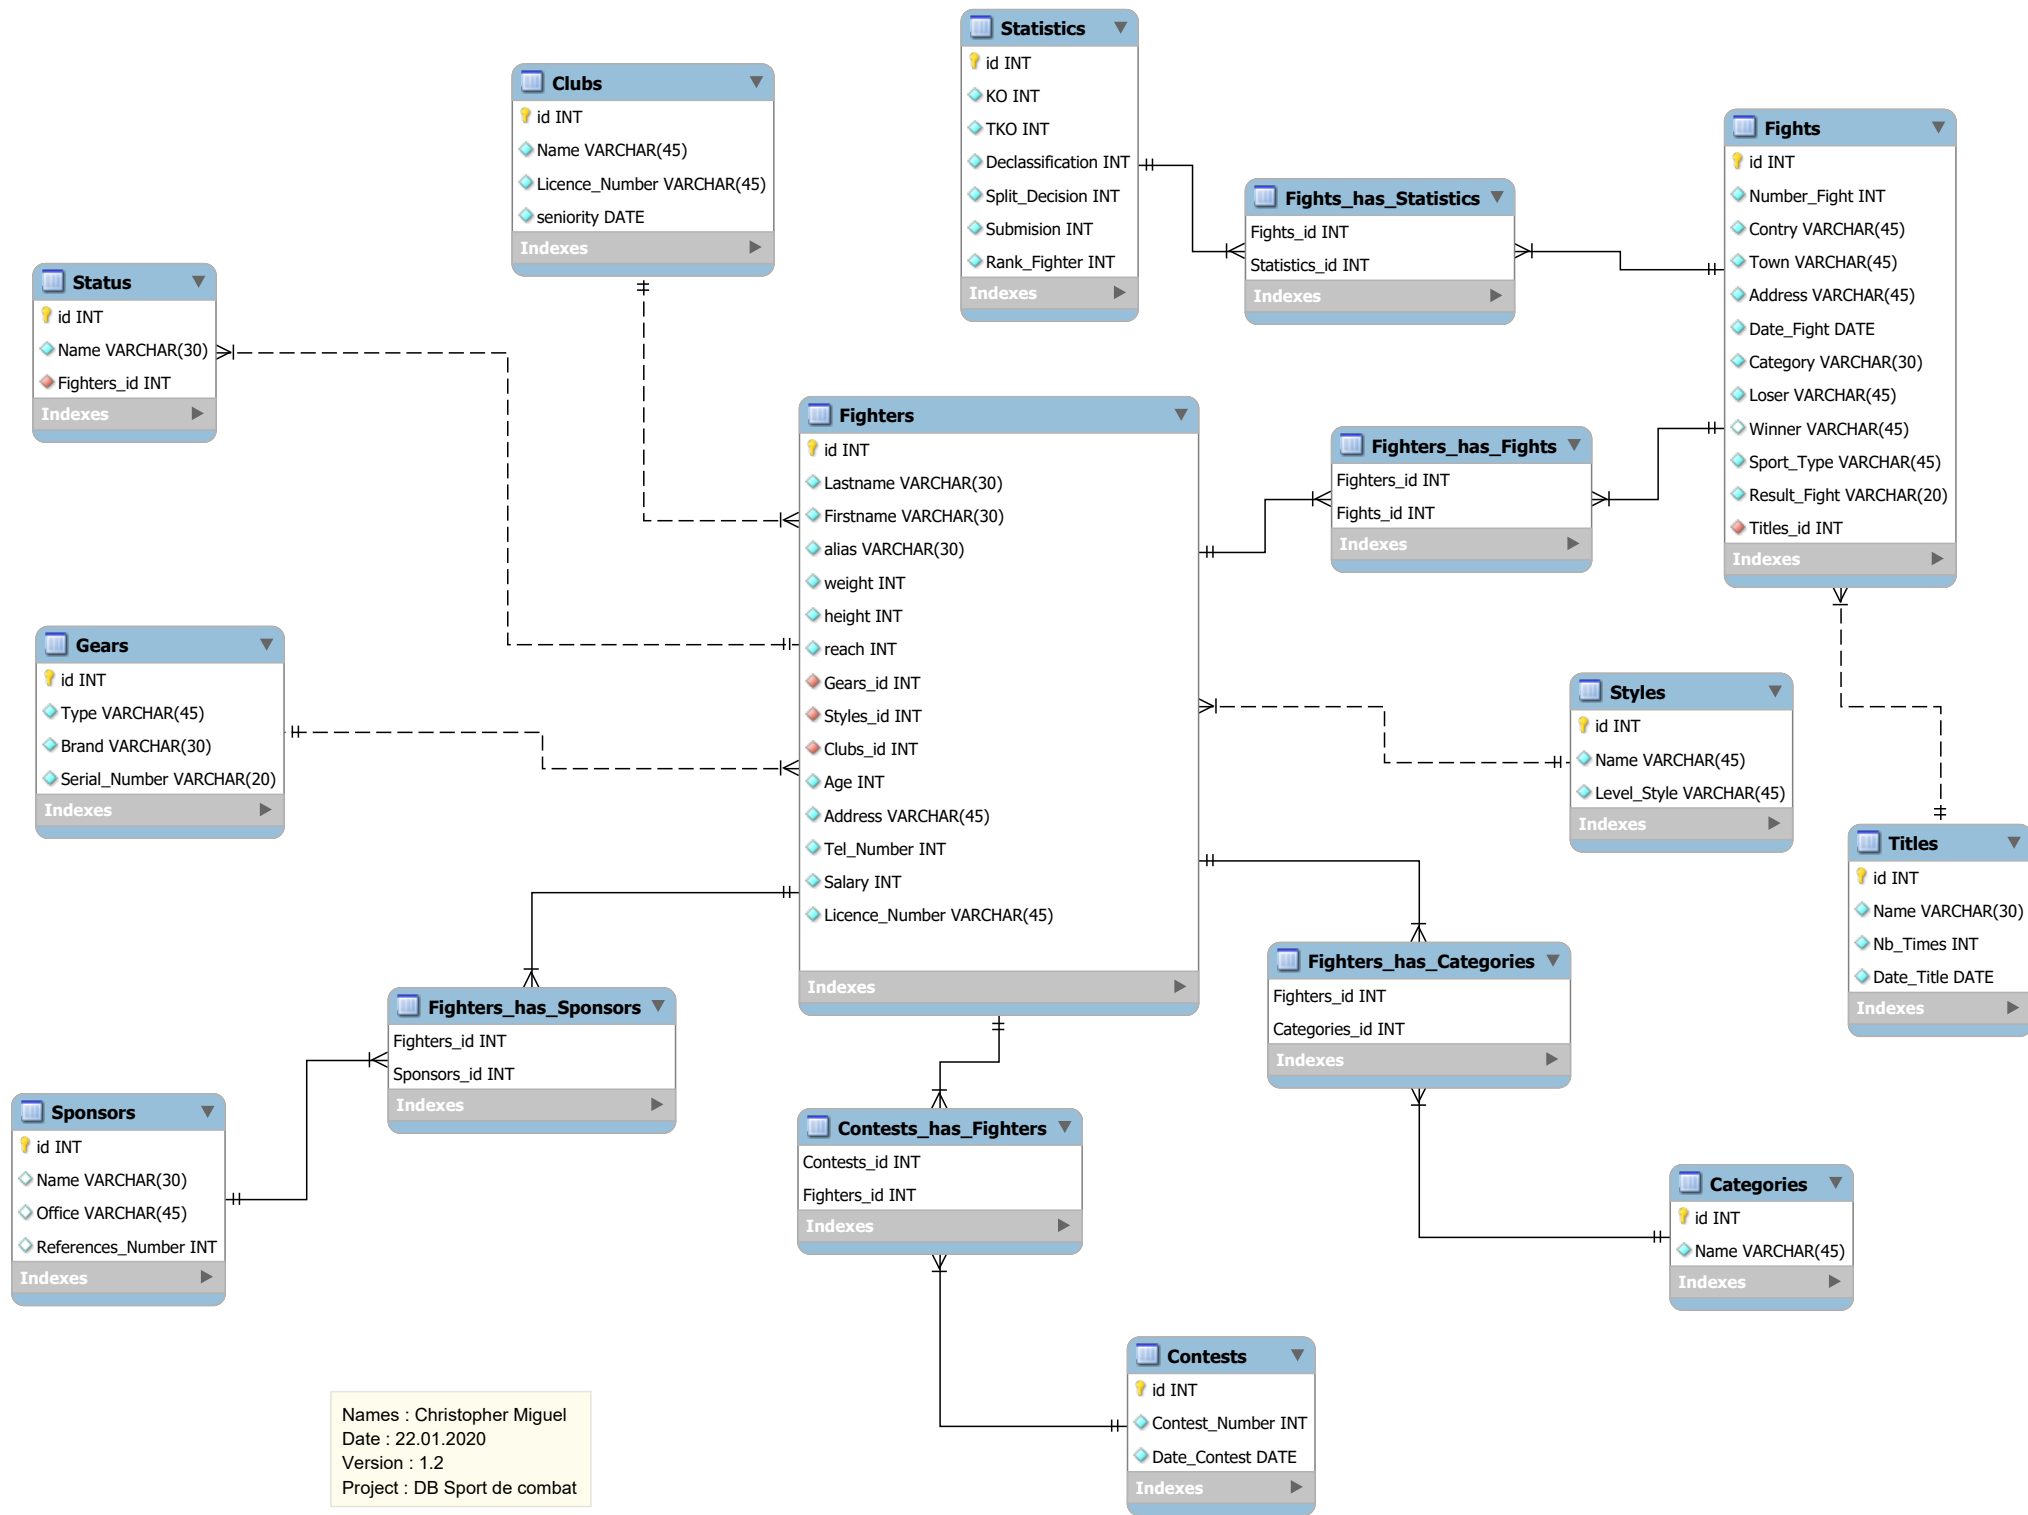 Statistics
id INT
KO INT
TKO INT
Declassification INT
Split_Decision INT
Submision INT
Rank_Fighter INT
Indexes
Clubs
id INT
Name VARCHAR(45)
Licence_Number VARCHAR(45)
seniority DATE
Indexes
Fights
id INT
Number_Fight INT
Contry VARCHAR(45)
Town VARCHAR(45)
Address VARCHAR(45)
Date_Fight DATE
Category VARCHAR(30)
Loser VARCHAR(45)
Winner VARCHAR(45)
Sport_Type VARCHAR(45)
Result_Fight VARCHAR(20)
Titles_id INT
Indexes
Fights_has_Statistics
Fights_id INT
Statistics_id INT
Indexes
Status
id INT
Name VARCHAR(30)
Fighters_id INT
Indexes
Fighters
id INT
Lastname VARCHAR(30)
Firstname VARCHAR(30)
alias VARCHAR(30)
weight INT
height INT
reach INT
Gears_id INT
Styles_id INT
Clubs_id INT
Age INT
Address VARCHAR(45)
Tel_Number INT
Salary INT
Licence_Number VARCHAR(45)
Indexes
Fighters_has_Fights
Fighters_id INT
Fights_id INT
Indexes
Gears
id INT
Type VARCHAR(45)
Brand VARCHAR(30)
Serial_Number VARCHAR(20)
Indexes
Styles
id INT
Name VARCHAR(45)
Level_Style VARCHAR(45)
Indexes
Titles
id INT
Name VARCHAR(30)
Nb_Times INT
Date_Title DATE
Indexes
Fighters_has_Categories
Fighters_id INT
Categories_id INT
Indexes
Fighters_has_Sponsors
Fighters_id INT
Sponsors_id INT
Indexes
Sponsors
id INT
Name VARCHAR(30)
Office VARCHAR(45)
References_Number INT
Indexes
Contests_has_Fighters
Contests_id INT
Fighters_id INT
Indexes
Categories
id INT
Name VARCHAR(45)
Indexes
Contests
id INT
Contest_Number INT
Date_Contest DATE
Indexes
Names : Christopher Miguel
Date : 22.01.2020
Version : 1.2
Project : DB Sport de combat